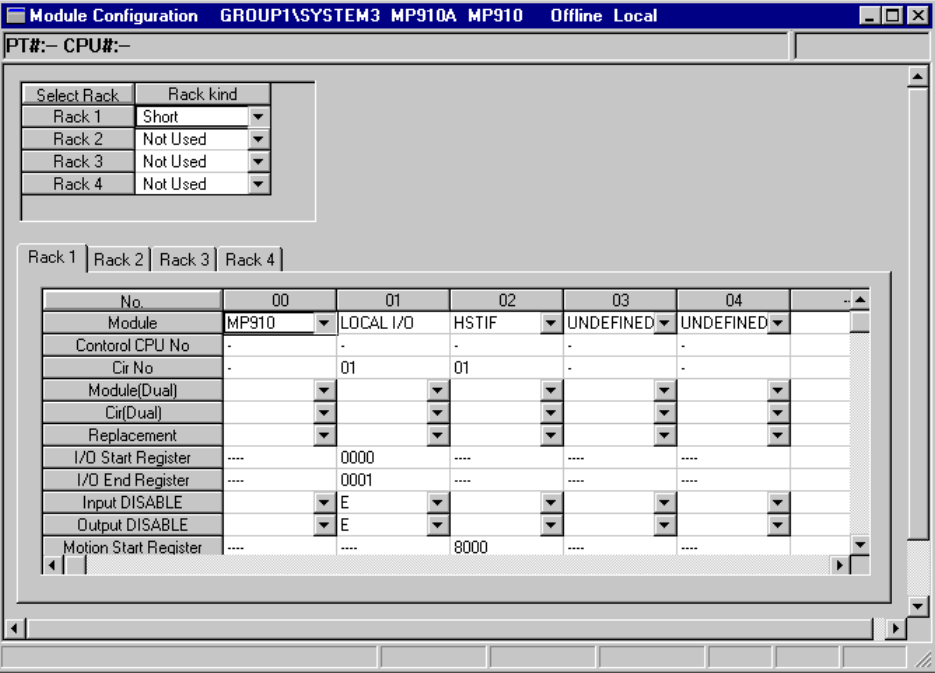 Module Configuration GROUP1\SYSTEM3 MP910A MP910 Offline Local
PT#:– CPU#:–
Select Rack Rack kind
Rack 1 Short
Rack 2 Not Used
Rack 3 Not Used
Rack 4 Not Used
Rack 1 Rack 2 Rack 3 Rack 4
No. 00 01 02 03 04 --
Module MP910 LOCAL I/O HSTIF UNDEFINED UNDEFINED
Contorol CPU No - - - - -
Cir No - 01 01 - -
Module(Dual)
Cir(Dual)
Replacement
I/O Start Register ---- 0000 ---- ---- ----
I/O End Register ---- 0001 ---- ---- ----
Input DISABLE E
Output DISABLE E
Motion Start Register ---- ---- 8000 ---- ----